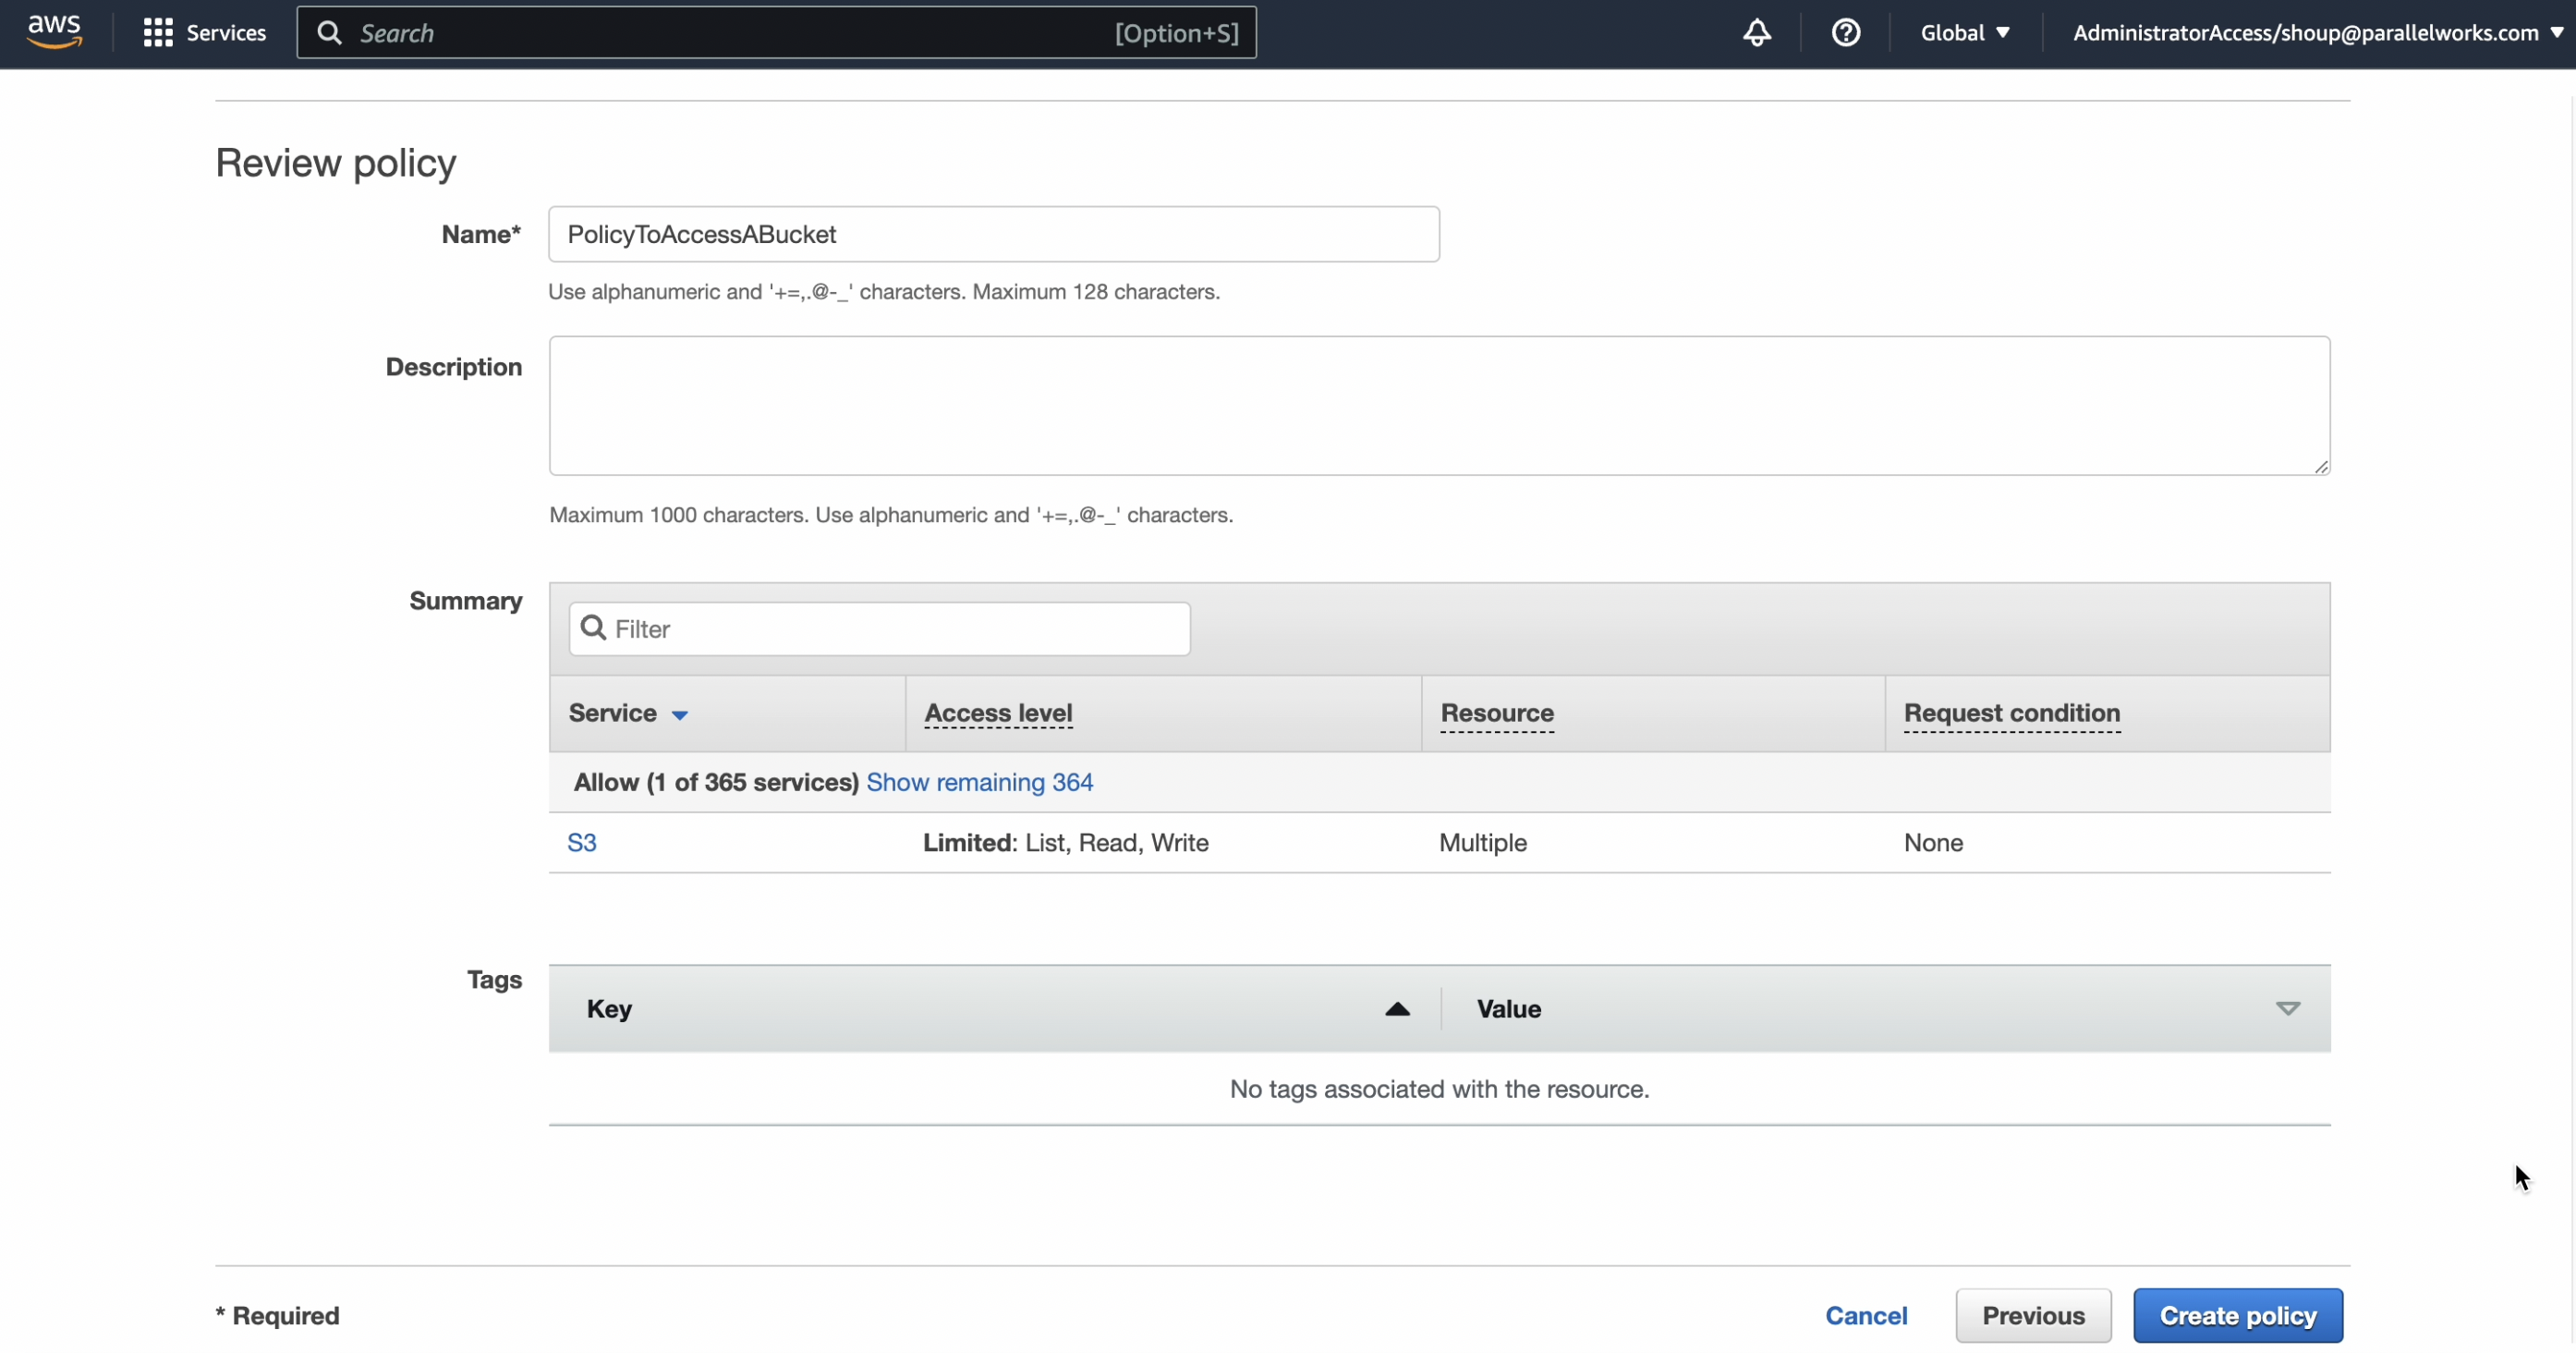 aws Services Search [Option+S] Global AdministratorAccess/shoup@parallelworks.com
Review policy
Name* PolicyToAccessABucket
Use alphanumeric and '+=,.@-_' characters. Maximum 128 characters.
Description
Maximum 1000 characters. Use alphanumeric and '+=,.@-_' characters.
Summary
Filter
Service Access level Resource Request condition
Allow (1 of 365 services) Show remaining 364
S3 Limited: List, Read, Write Multiple None
Tags
Key Value
No tags associated with the resource.
* Required Cancel Previous Create policy